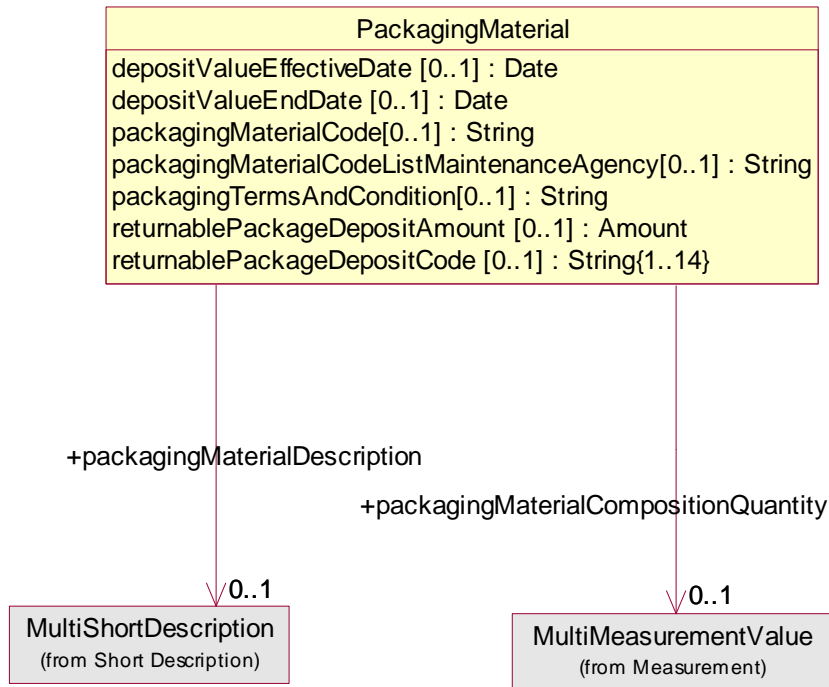 PackagingMaterial
depositValueEffectiveDate [0..1] : Date
depositValueEndDate [0..1] : Date
packagingMaterialCode[0..1] : String
packagingMaterialCodeListMaintenanceAgency[0..1] : String
packagingTermsAndCondition[0..1] : String
returnablePackageDepositAmount [0..1] : Amount
returnablePackageDepositCode [0..1] : String{1..14}
+packagingMaterialDescription
+packagingMaterialCompositionQuantity
0..1
0..1
MultiShortDescription
(from Short Description)
MultiMeasurementValue
(from Measurement)